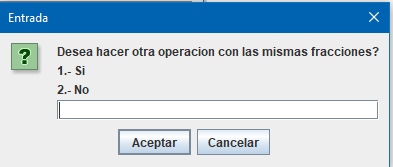 Entrada
Desea hacer otra operacion con las mismas fracciones?
1.- Si
2.- No
Aceptar
Cancelar